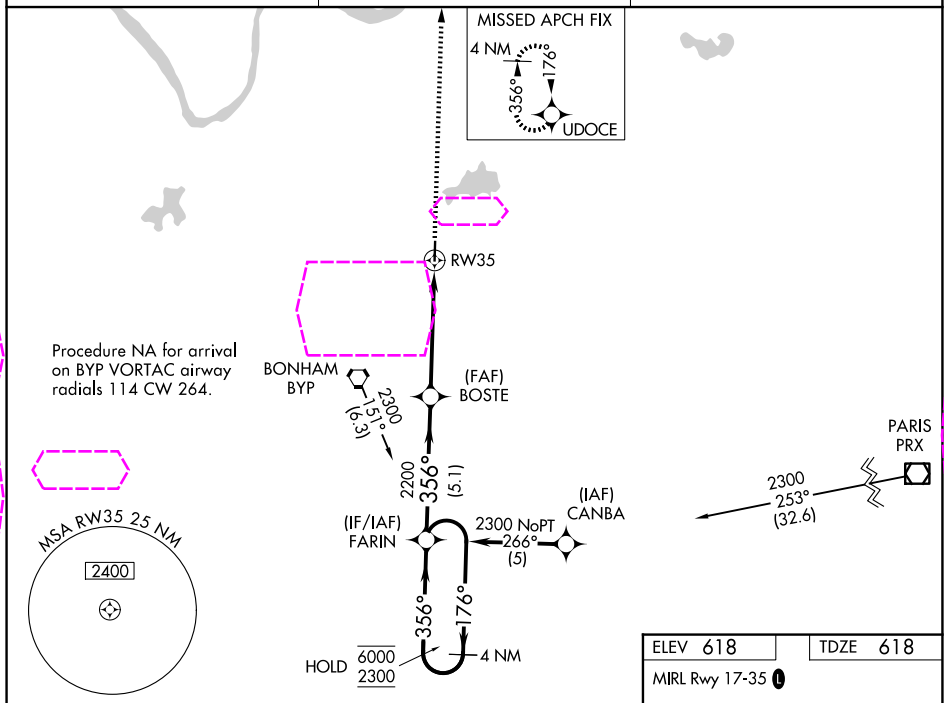 MISSED APCH FIX
4 NM
356°
176°
UDOCE
RW35
Procedure NA for arrival
on BYP VORTAC airway
radials 114 CW 264.
BONHAM
BYP
2300
151°
(6.3)
(FAF)
BOSTE
2200
356°
(5.1)
PARIS
PRX
2300
253°
(32.6)
(IAF)
CANBA
2300 NoPT
266°
(5)
(IF/IAF)
FARIN
MSA RW35 25 NM
2400
356°
176°
HOLD
6000
2300
4 NM
ELEV 618
TDZE 618
MIRL Rwy 17-35 L